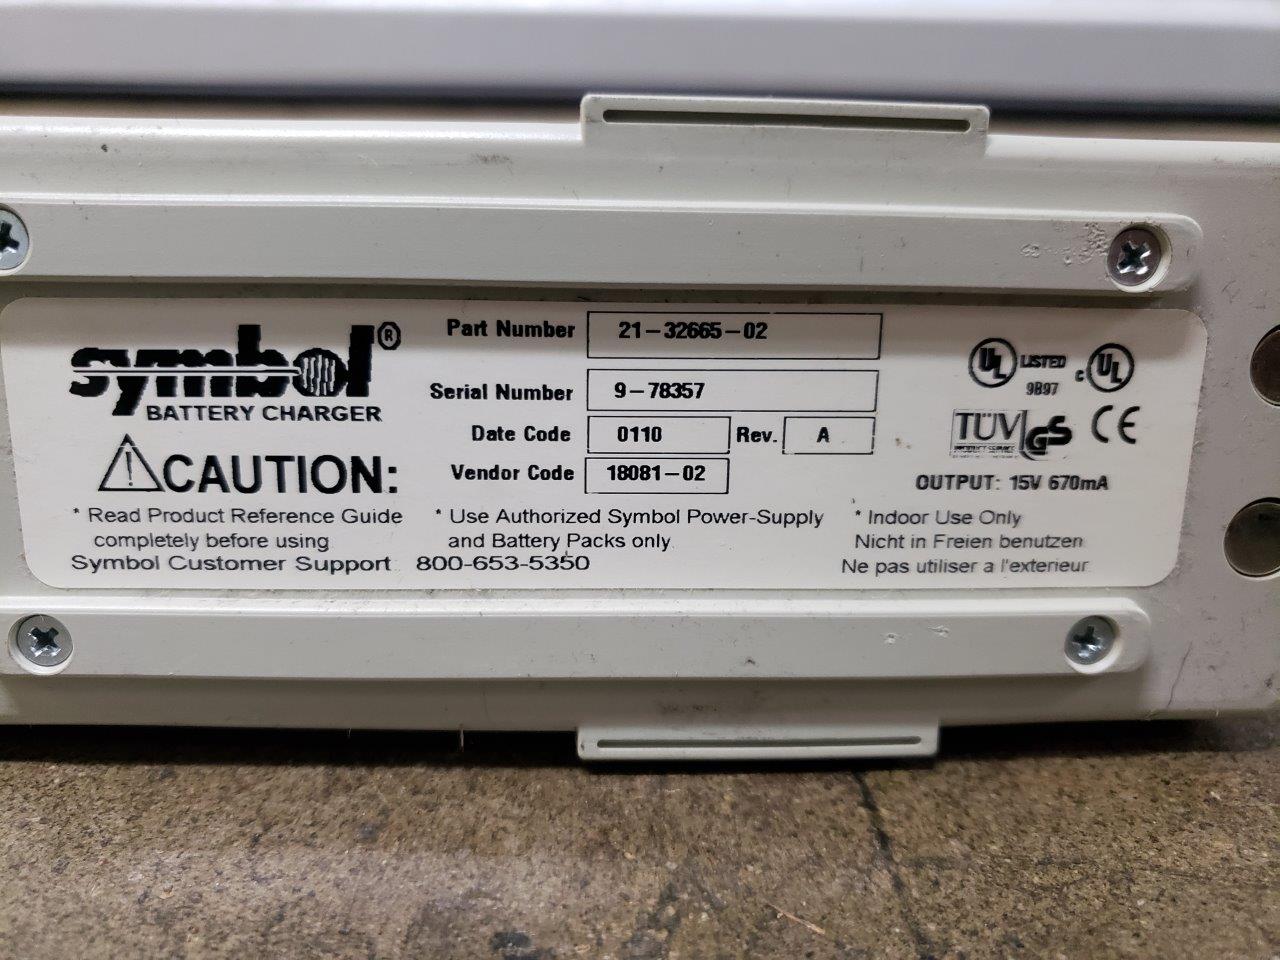 symbol®
BATTERY CHARGER
CAUTION:
* Read Product Reference Guide
completely before using
Symbol Customer Support 800-653-5350
Part Number 21-32665-02
Serial Number 9-78357
Date Code 0110 Rev. A
Vendor Code 18081-02
* Use Authorized Symbol Power-Supply
and Battery Packs only
UL LISTED c UL
9B97
TÜV GS CE
OUTPUT: 15V 670mA
* Indoor Use Only
Nicht in Freien benutzen
Ne pas utiliser a l'exterieur